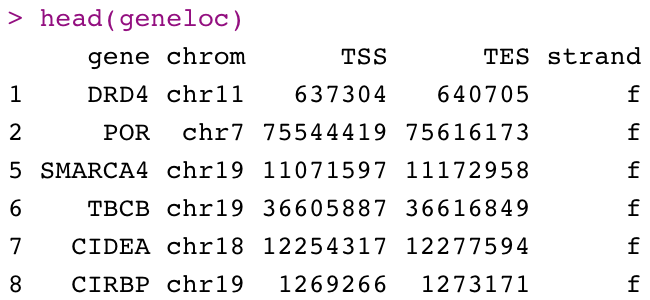 > head(geneloc)
gene chrom TSS TES strand
1 DRD4 chr11 637304 640705 f
2 POR chr7 75544419 75616173 f
5 SMARCA4 chr19 11071597 11172958 f
6 TBCB chr19 36605887 36616849 f
7 CIDEA chr18 12254317 12277594 f
8 CIRBP chr19 1269266 1273171 f